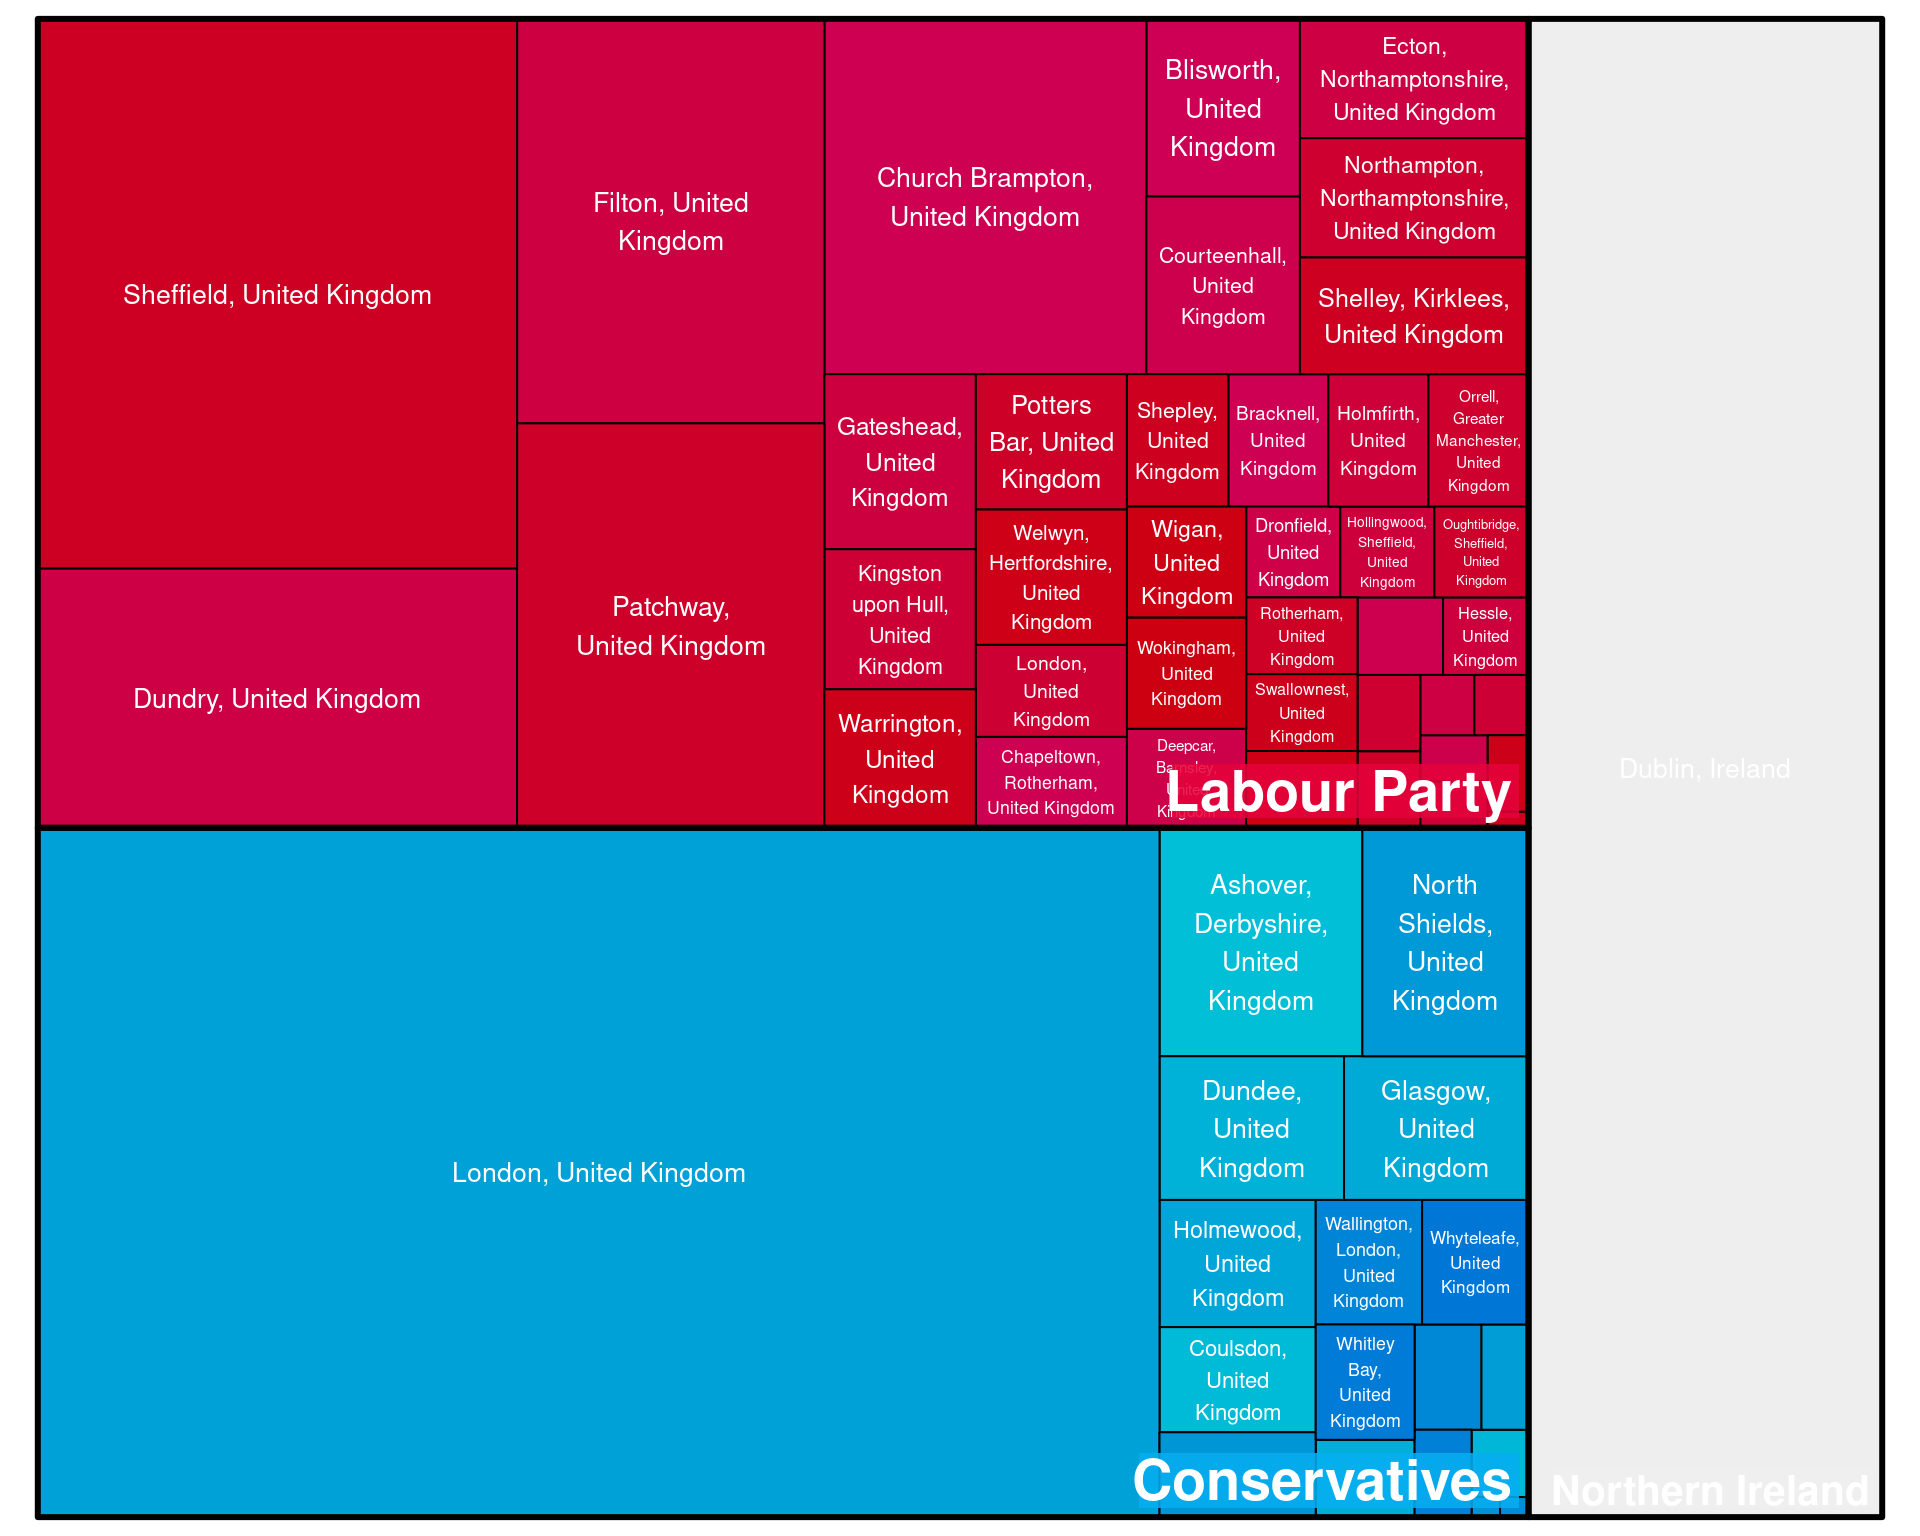 Sheffield, United Kingdom
Dundry, United Kingdom
Filton, United
Kingdom
Patchway,
United Kingdom
Church Brampton,
United Kingdom
Blisworth,
United
Kingdom
Courteenhall,
United
Kingdom
Ecton,
Northamptonshire,
United Kingdom
Northampton,
Northamptonshire,
United Kingdom
Shelley, Kirklees,
United Kingdom
Gateshead,
United
Kingdom
Kingston
upon Hull,
United
Kingdom
Warrington,
United
Kingdom
Potters
Bar, United
Kingdom
Welwyn,
Hertfordshire,
United
Kingdom
London,
United
Kingdom
Chapeltown,
Rotherham,
United Kingdom
Shepley,
United
Kingdom
Bracknell,
United
Kingdom
Holmfirth,
United
Kingdom
Orrell,
Greater
Manchester,
United
Kingdom
Wigan,
United
Kingdom
Wokingham,
United
Kingdom
Deepcar,
Barnsley,
United
Kingdom
Dronfield,
United
Kingdom
Hollingwood,
Sheffield,
United
Kingdom
Oughtibridge,
Sheffield,
United
Kingdom
Rotherham,
United
Kingdom
Hessle,
United
Kingdom
Swallownest,
United
Kingdom
Labour Party
London, United Kingdom
Ashover,
Derbyshire,
United
Kingdom
North
Shields,
United
Kingdom
Dundee,
United
Kingdom
Glasgow,
United
Kingdom
Holmewood,
United
Kingdom
Wallington,
London,
United
Kingdom
Whyteleafe,
United
Kingdom
Coulsdon,
United
Kingdom
Whitley
Bay,
United
Kingdom
Conservatives
Dublin, Ireland
Northern Ireland